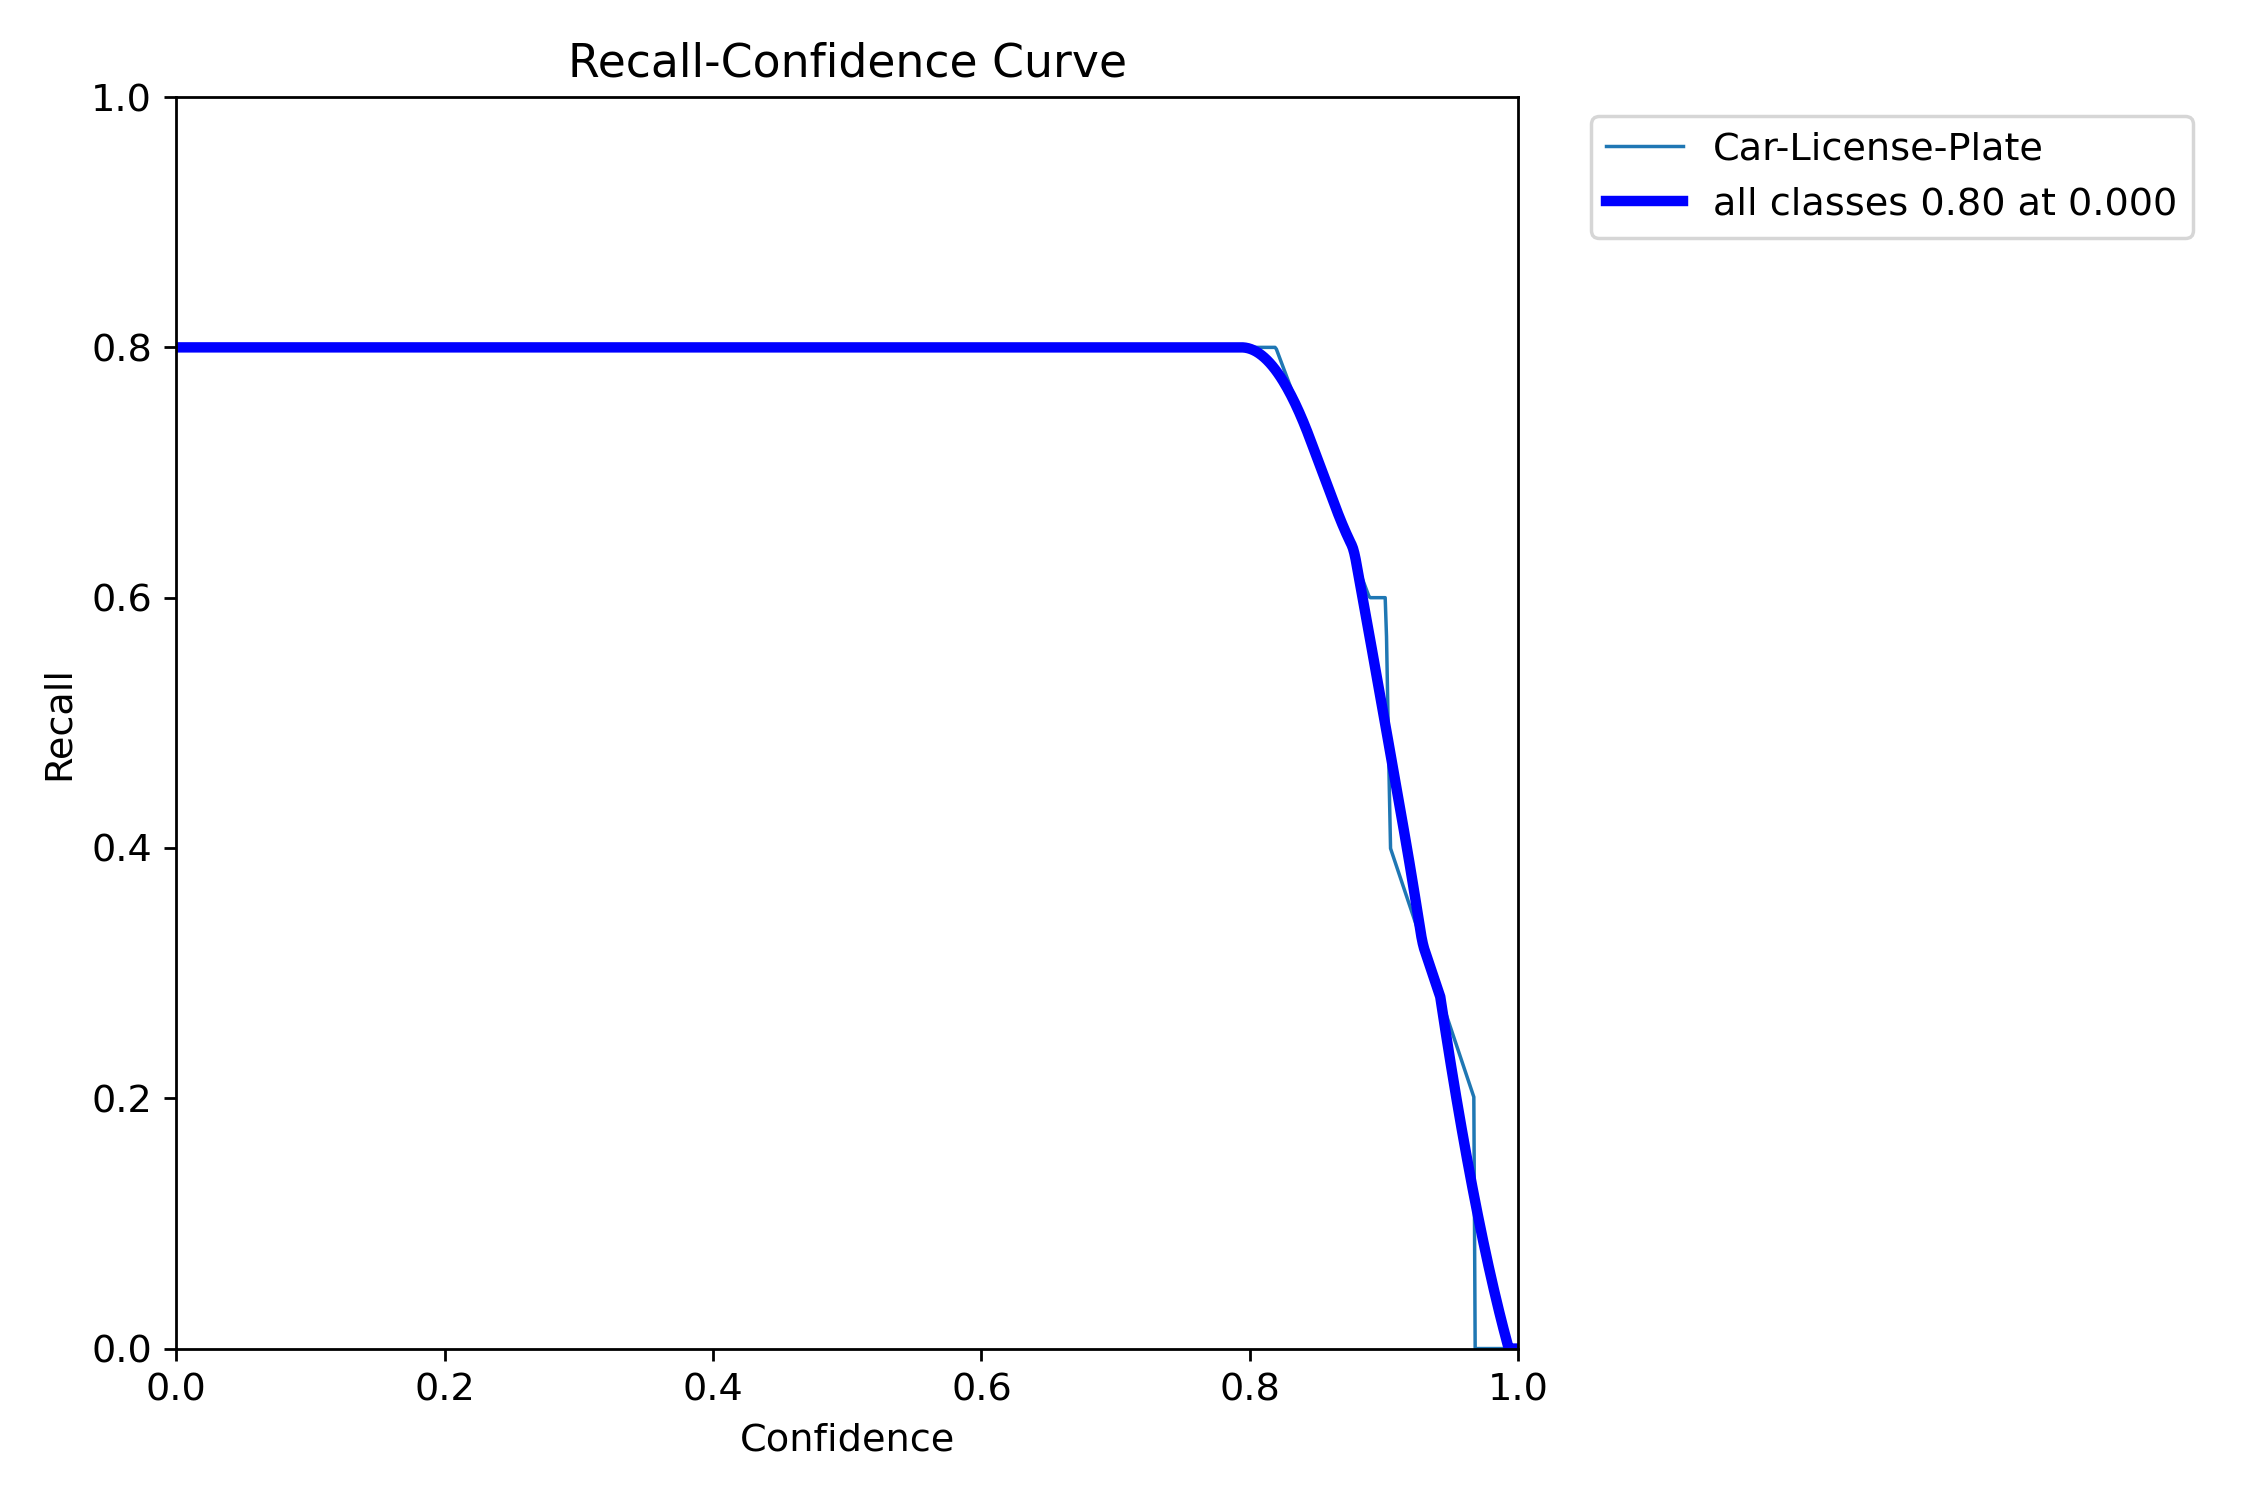 Recall-Confidence Curve
1.0
0.8
0.6
0.4
0.2
0.0
Recall
0.0 0.2 0.4 0.6 0.8 1.0
Confidence
Car-License-Plate
all classes 0.80 at 0.000